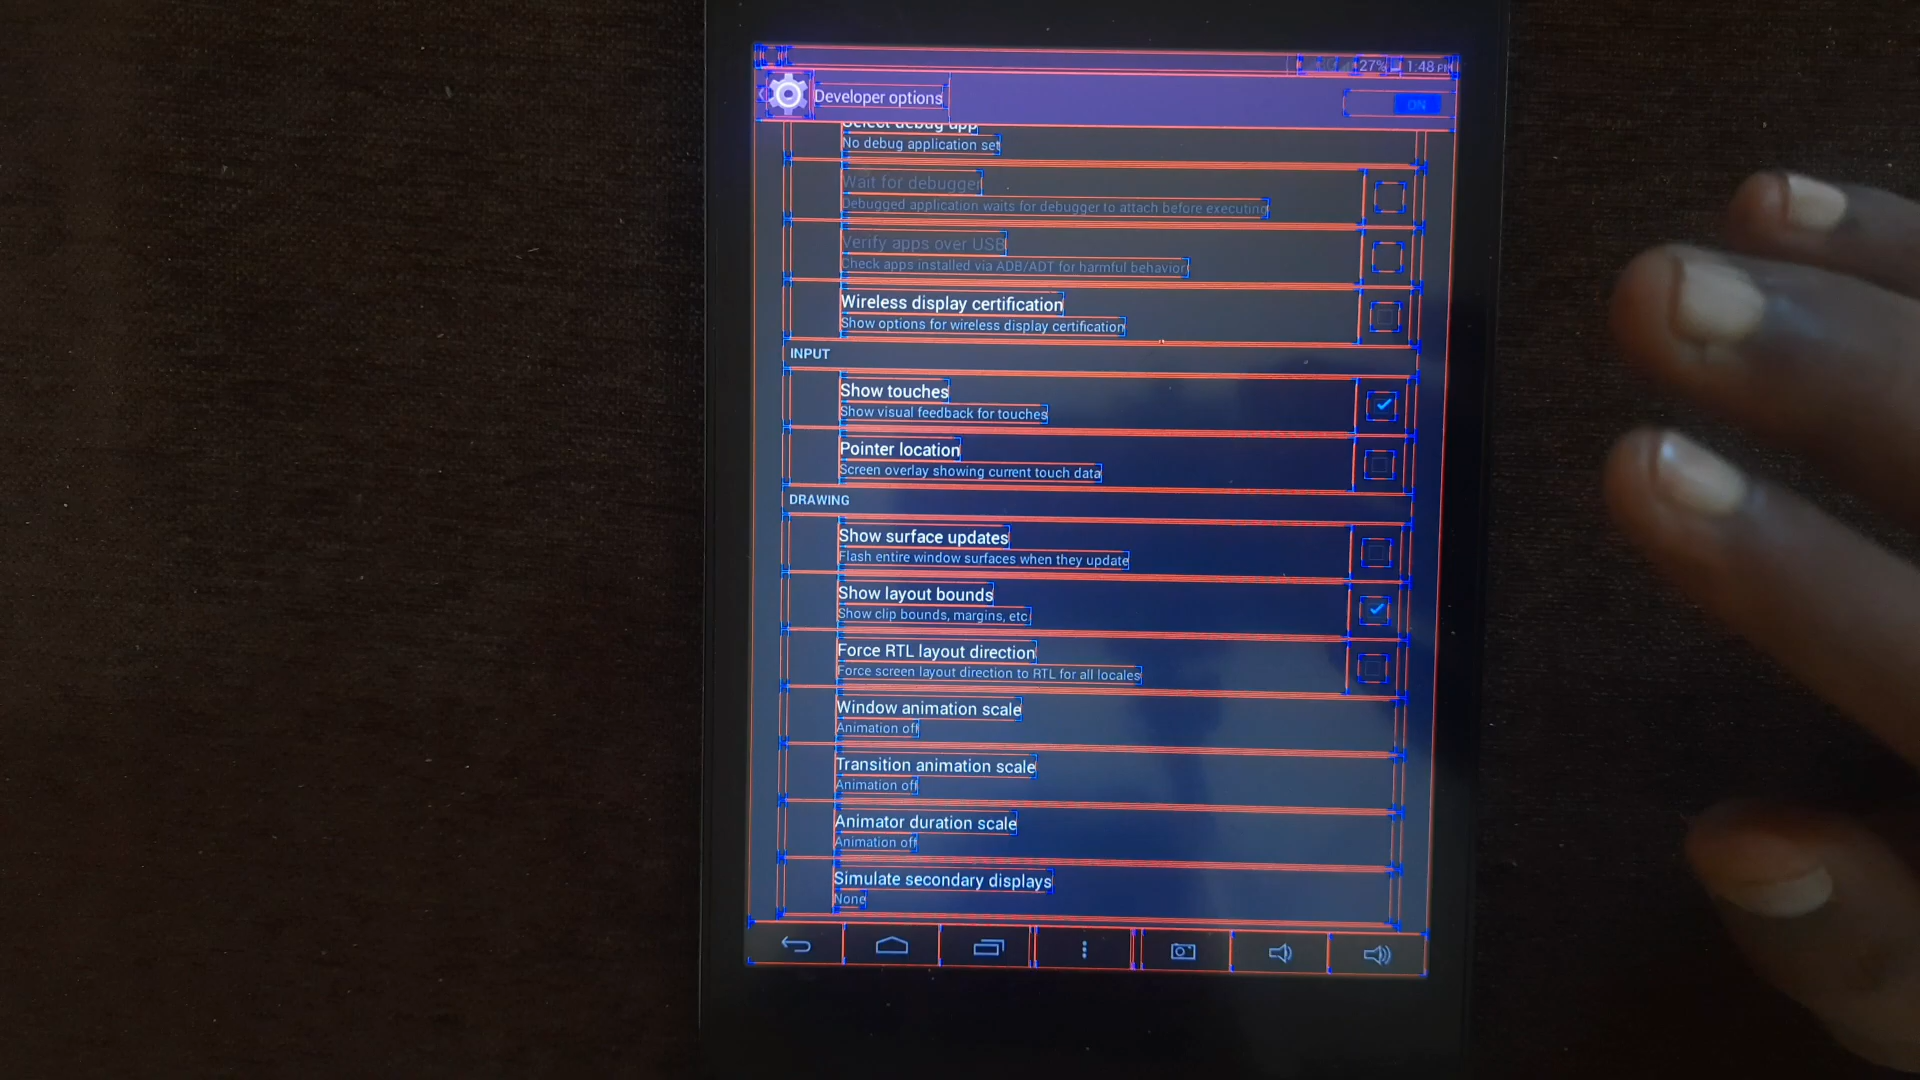 27% 1:48 PM
Developer options
ON
Select debug app
No debug application set
Wait for debugger
Debugged application waits for debugger to attach before executing
Verify apps over USB
Check apps installed via ADB/ADT for harmful behavior
Wireless display certification
Show options for wireless display certification
INPUT
Show touches
Show visual feedback for touches
Pointer location
Screen overlay showing current touch data
DRAWING
Show surface updates
Flash entire window surfaces when they update
Show layout bounds
Show clip bounds, margins, etc.
Force RTL layout direction
Force screen layout direction to RTL for all locales
Window animation scale
Animation off
Transition animation scale
Animation off
Animator duration scale
Animation off
Simulate secondary displays
None